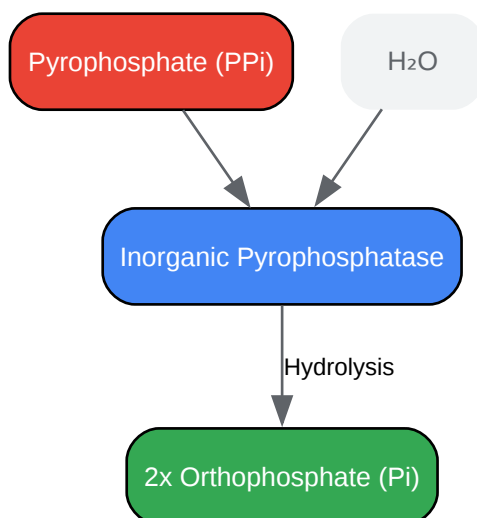 Pyrophosphate (PPi)
H₂O
Inorganic Pyrophosphatase
Hydrolysis
2x Orthophosphate (Pi)